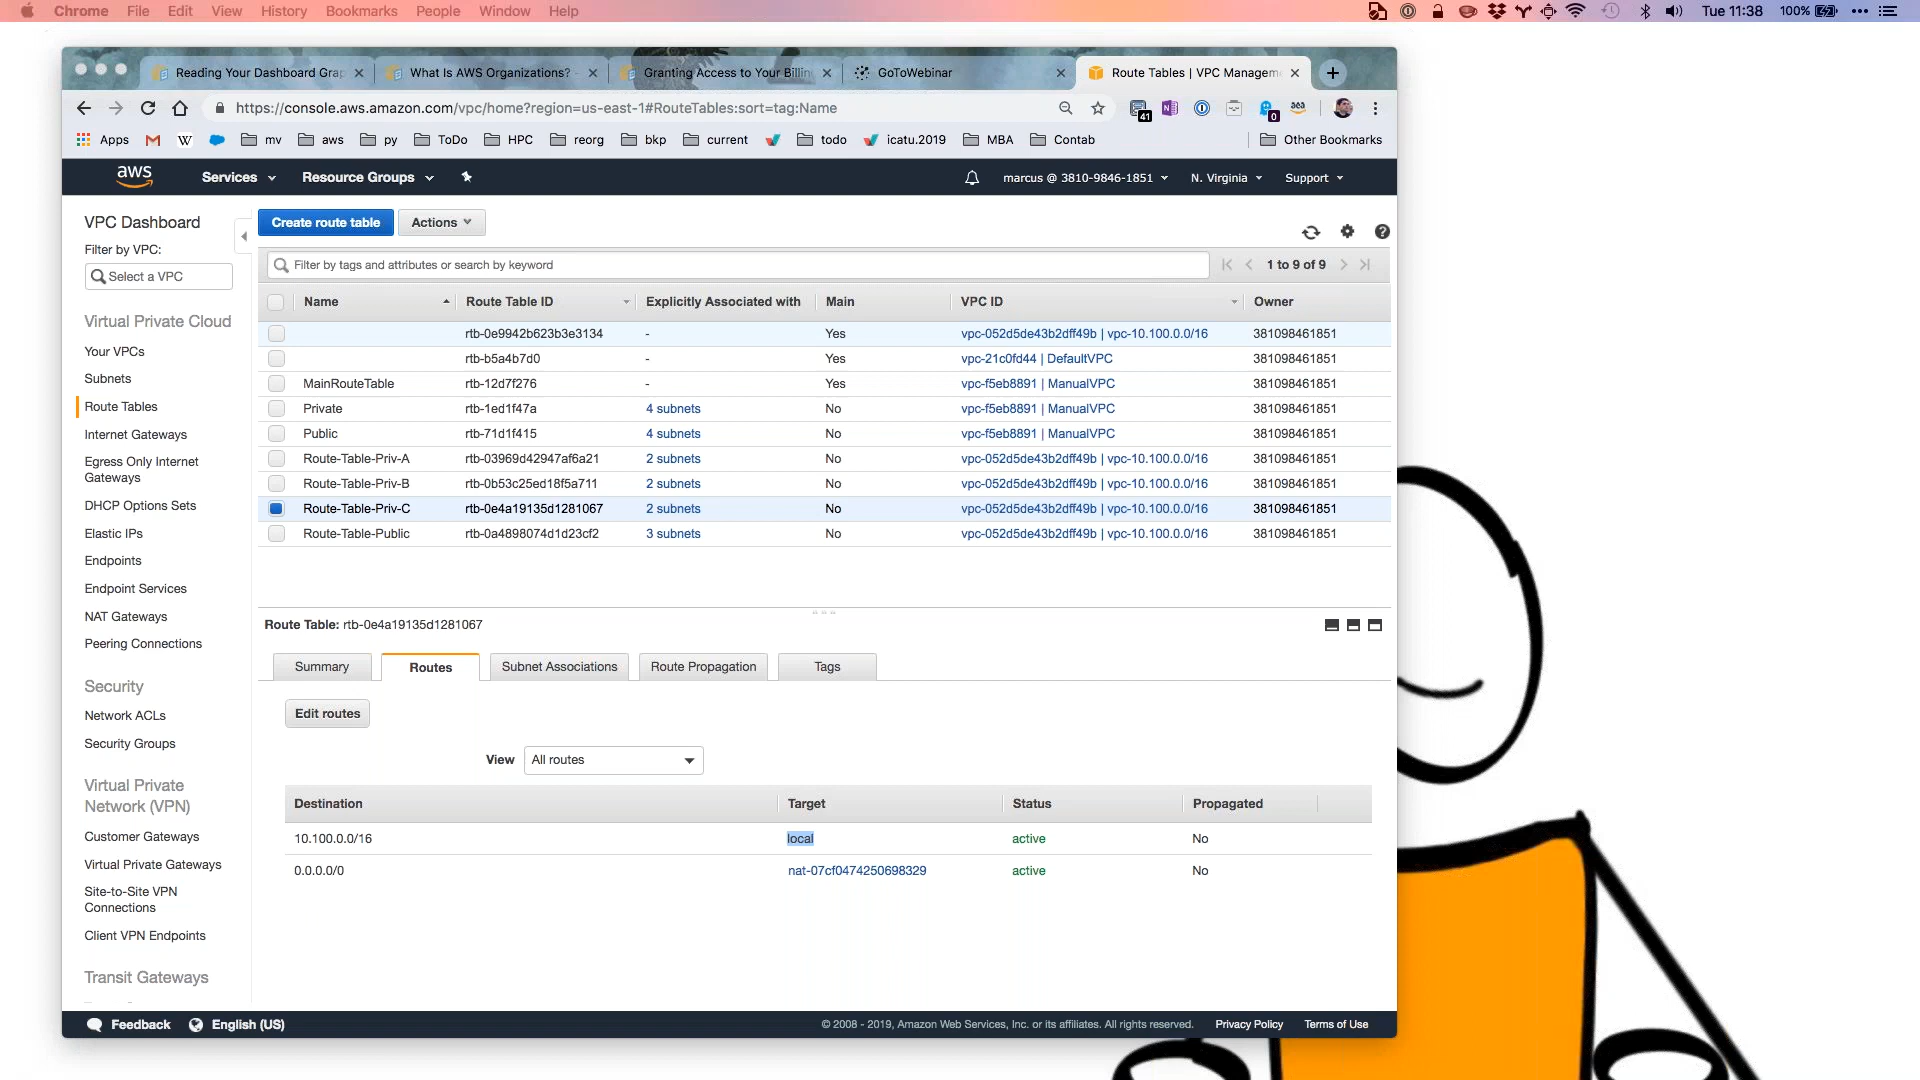 Chrome File Edit View History Bookmarks People Window Help Tue 11:38 100%
Reading Your Dashboard Grap What Is AWS Organizations? - Granting Access to Your Billin GoToWebinar Route Tables | VPC Managem
https://console.aws.amazon.com/vpc/home?region=us-east-1#RouteTables:sort=tag:Name 41 0
Apps W mv aws py ToDo HPC reorg bkp current todo icatu.2019 MBA Contab Other Bookmarks
aws Services Resource Groups marcus @ 3810-9846-1851 N. Virginia Support
VPC Dashboard
Filter by VPC:
Select a VPC
Virtual Private Cloud
Your VPCs
Subnets
Route Tables
Internet Gateways
Egress Only Internet
Gateways
DHCP Options Sets
Elastic IPs
Endpoints
Endpoint Services
NAT Gateways
Peering Connections
Security
Network ACLs
Security Groups
Virtual Private
Network (VPN)
Customer Gateways
Virtual Private Gateways
Site-to-Site VPN
Connections
Client VPN Endpoints
Transit Gateways
Create route table Actions
Filter by tags and attributes or search by keyword 1 to 9 of 9
Name Route Table ID Explicitly Associated with Main VPC ID Owner
rtb-0e9942b623b3e3134 - Yes vpc-052d5de43b2dff49b | vpc-10.100.0.0/16 381098461851
rtb-b5a4b7d0 - Yes vpc-21c0fd44 | DefaultVPC 381098461851
MainRouteTable rtb-12d7f276 - Yes vpc-f5eb8891 | ManualVPC 381098461851
Private rtb-1ed1f47a 4 subnets No vpc-f5eb8891 | ManualVPC 381098461851
Public rtb-71d1f415 4 subnets No vpc-f5eb8891 | ManualVPC 381098461851
Route-Table-Priv-A rtb-03969d42947af6a21 2 subnets No vpc-052d5de43b2dff49b | vpc-10.100.0.0/16 381098461851
Route-Table-Priv-B rtb-0b53c25ed18f5a711 2 subnets No vpc-052d5de43b2dff49b | vpc-10.100.0.0/16 381098461851
Route-Table-Priv-C rtb-0e4a19135d1281067 2 subnets No vpc-052d5de43b2dff49b | vpc-10.100.0.0/16 381098461851
Route-Table-Public rtb-0a4898074d1d23cf2 3 subnets No vpc-052d5de43b2dff49b | vpc-10.100.0.0/16 381098461851
Route Table: rtb-0e4a19135d1281067
Summary Routes Subnet Associations Route Propagation Tags
Edit routes
View All routes
Destination Target Status Propagated
10.100.0.0/16 local active No
0.0.0.0/0 nat-07cf0474250698329 active No
Feedback English (US) © 2008 - 2019, Amazon Web Services, Inc. or its affiliates. All rights reserved. Privacy Policy Terms of Use